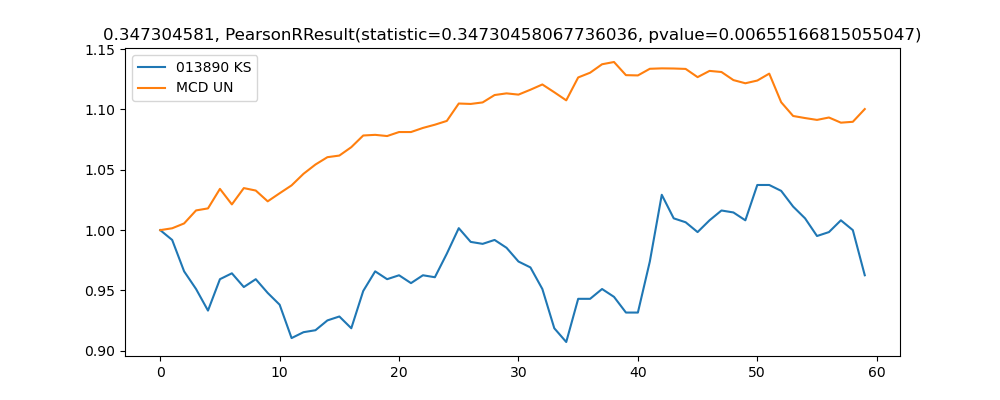 0.347304581, PearsonRResult(statistic=0.34730458067736036, pvalue=0.00655166815055047)
013890 KS
MCD UN
1.15
1.10
1.05
1.00
0.95
0.90
0 10 20 30 40 50 60